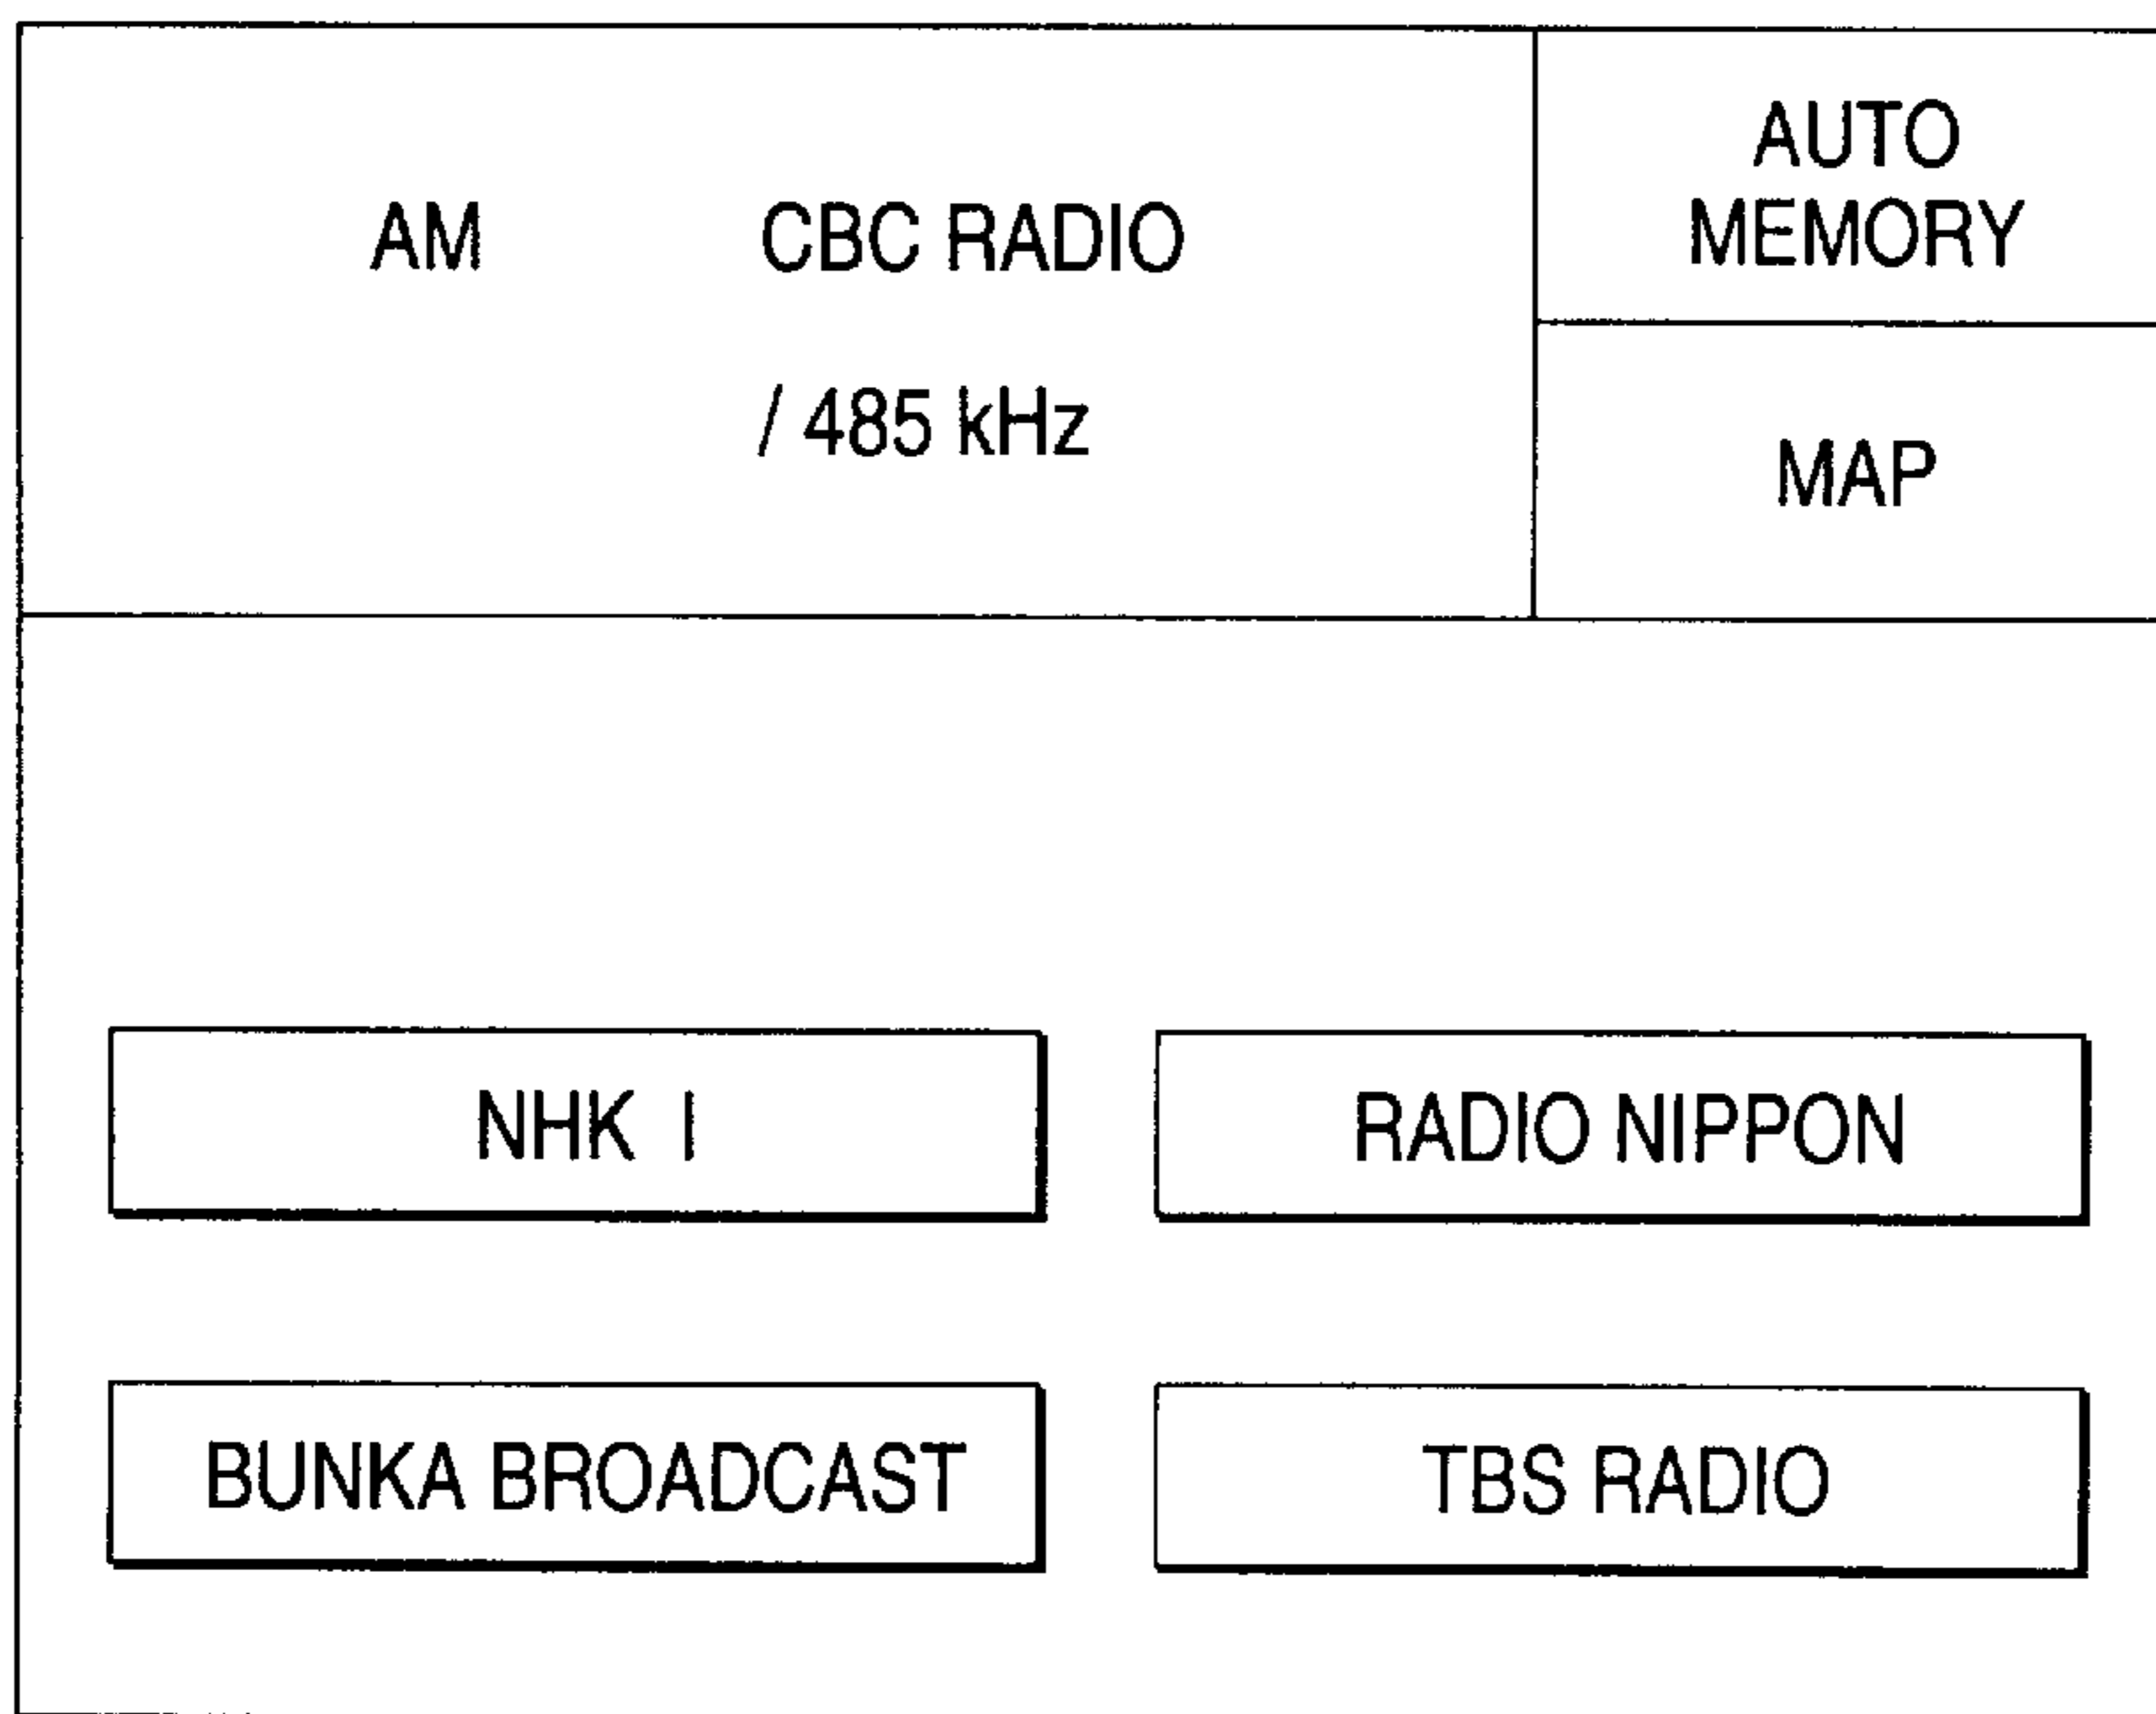 AM CBC RADIO
/ 485 kHz
AUTO
MEMORY
MAP
NHK I
RADIO NIPPON
BUNKA BROADCAST
TBS RADIO